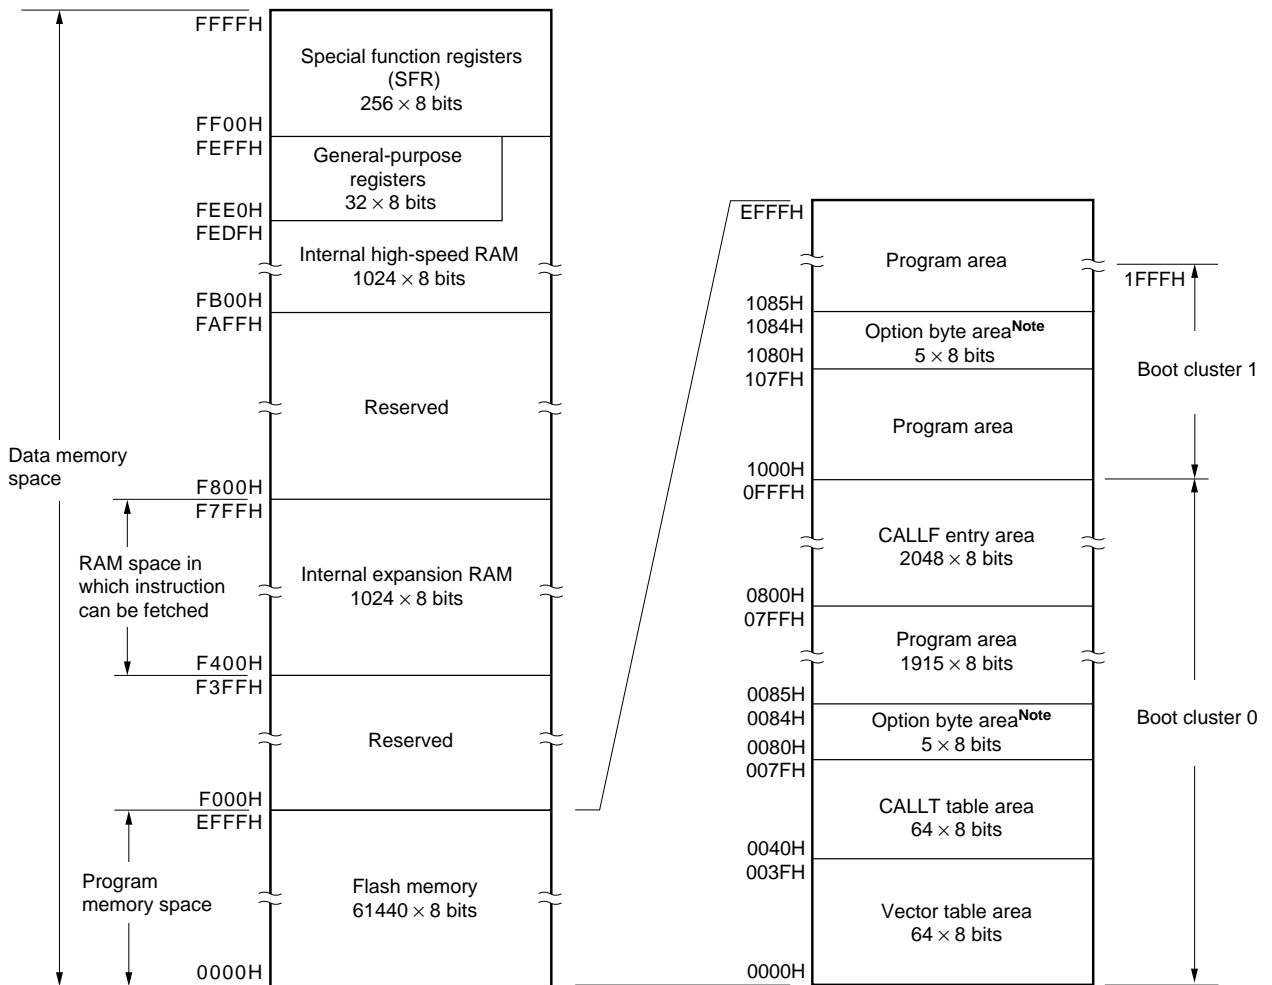 FFFFH
Special function registers
(SFR)
256 × 8 bits
FF00H
FEFFH
General-purpose
registers
32 × 8 bits
FEE0H
FEDFH
Internal high-speed RAM
1024 × 8 bits
FB00H
FAFFH
Reserved
Data memory
space
F800H
F7FFH
RAM space in
which instruction
can be fetched
Internal expansion RAM
1024 × 8 bits
F400H
F3FFH
Reserved
F000H
EFFFH
Program
memory space
Flash memory
61440 × 8 bits
0000H
EFFFH
Program area
1FFFH
1085H
1084H
Option byte areaNote
5 × 8 bits
1080H
107FH
Boot cluster 1
Program area
1000H
0FFFH
CALLF entry area
2048 × 8 bits
0800H
07FFH
Program area
1915 × 8 bits
0085H
0084H
Option byte areaNote
5 × 8 bits
0080H
007FH
Boot cluster 0
CALLT table area
64 × 8 bits
0040H
003FH
Vector table area
64 × 8 bits
0000H